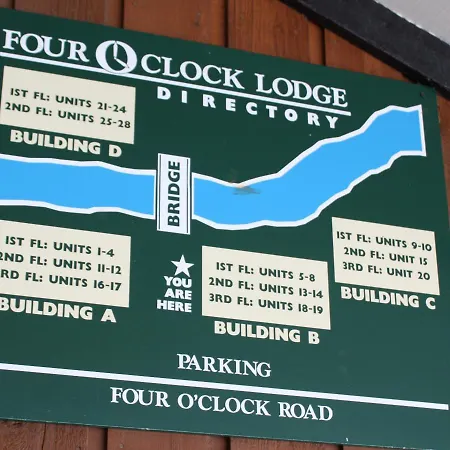 FOUR O'CLOCK LODGE
DIRECTORY
1ST FL: UNITS 21-24
2ND FL: UNITS 25-28
BUILDING D
BRIDGE
1ST FL: UNITS 1-4
2ND FL: UNITS 11-12
3RD FL: UNITS 16-17
BUILDING A
YOU
ARE
HERE
1ST FL: UNITS 5-8
2ND FL: UNITS 13-14
3RD FL: UNITS 18-19
BUILDING B
1ST FL: UNITS 9-10
2ND FL: UNIT 15
3RD FL: UNIT 20
BUILDING C
PARKING
FOUR O'CLOCK ROAD